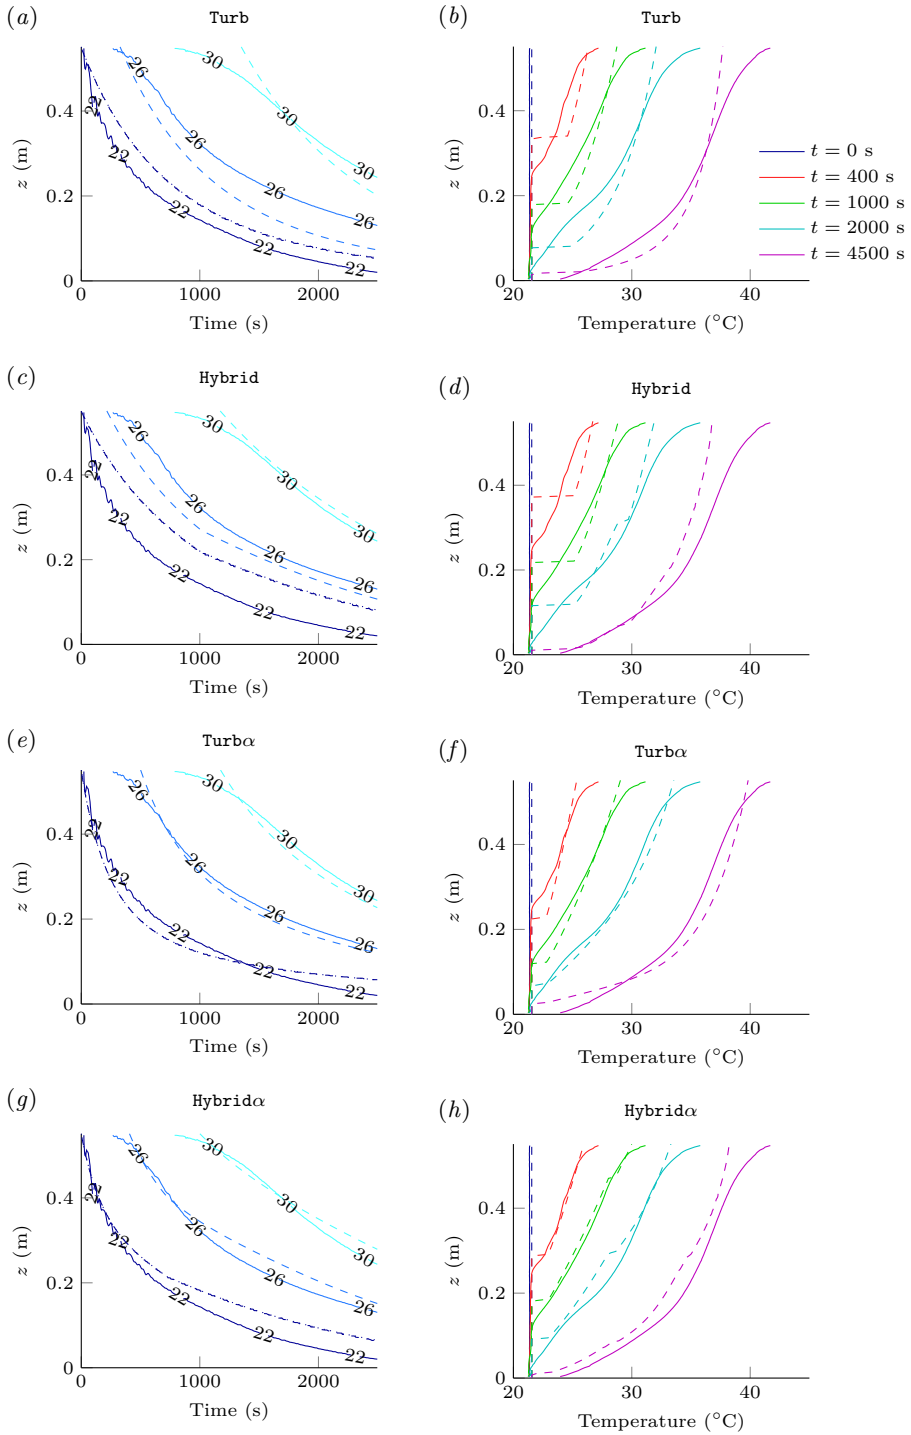 (a) Turb
22
22
22
22
22
26
26
26
26
30
30
30
0
0.2
0.4
z (m)
0 1000 2000
Time (s)
(b) Turb
0
0.2
0.4
z (m)
20 30 40
Temperature (°C)
t = 0 s
t = 400 s
t = 1000 s
t = 2000 s
t = 4500 s
(c) Hybrid
22
22
22
22
22
26
26
26
26
30
30
30
0
0.2
0.4
z (m)
0 1000 2000
Time (s)
(d) Hybrid
0
0.2
0.4
z (m)
20 30 40
Temperature (°C)
(e) Turbα
22
22
22
22
22
26
26
26
26
30
30
30
0
0.2
0.4
z (m)
0 1000 2000
Time (s)
(f) Turbα
0
0.2
0.4
z (m)
20 30 40
Temperature (°C)
(g) Hybridα
22
22
22
22
22
26
26
26
26
30
30
30
0
0.2
0.4
z (m)
0 1000 2000
Time (s)
(h) Hybridα
0
0.2
0.4
z (m)
20 30 40
Temperature (°C)